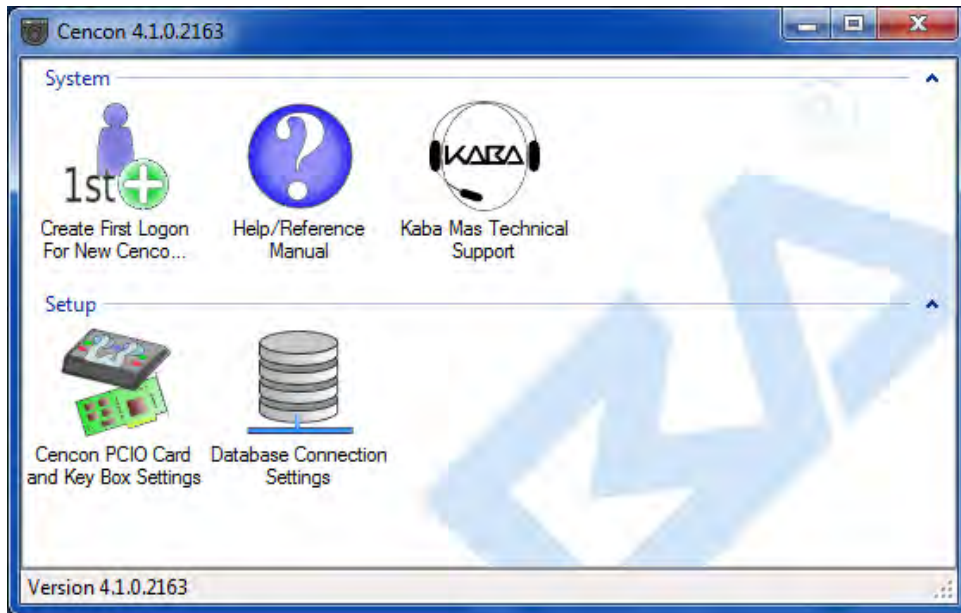 Cencon 4.1.0.2163
System
1st
KABA
Create First Logon
For New Cenco...
Help/Reference
Manual
Kaba Mas Technical
Support
Setup
Cencon PCIO Card
and Key Box Settings
Database Connection
Settings
Version 4.1.0.2163